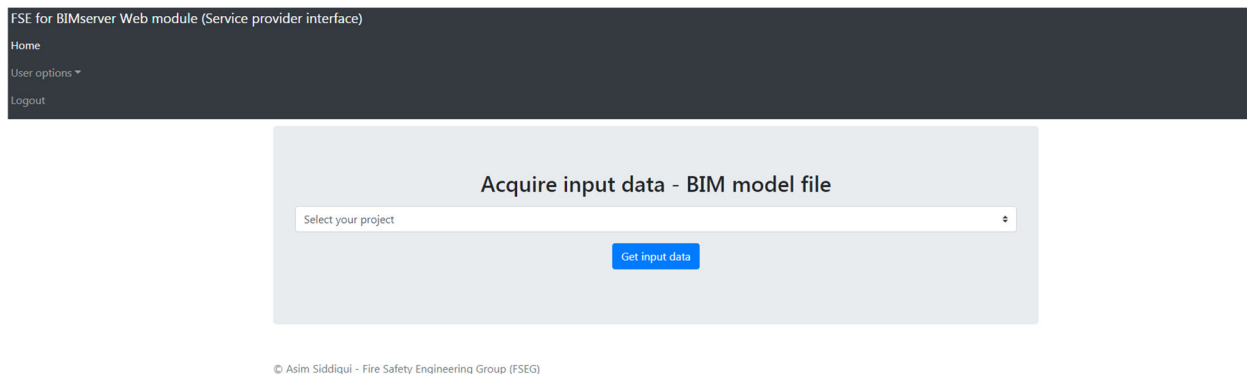 FSE for BIMserver Web module (Service provider interface)
Home
User options
Logout
Acquire input data - BIM model file
Select your project
Get input data
© Asim Siddiqui - Fire Safety Engineering Group (FSEG)